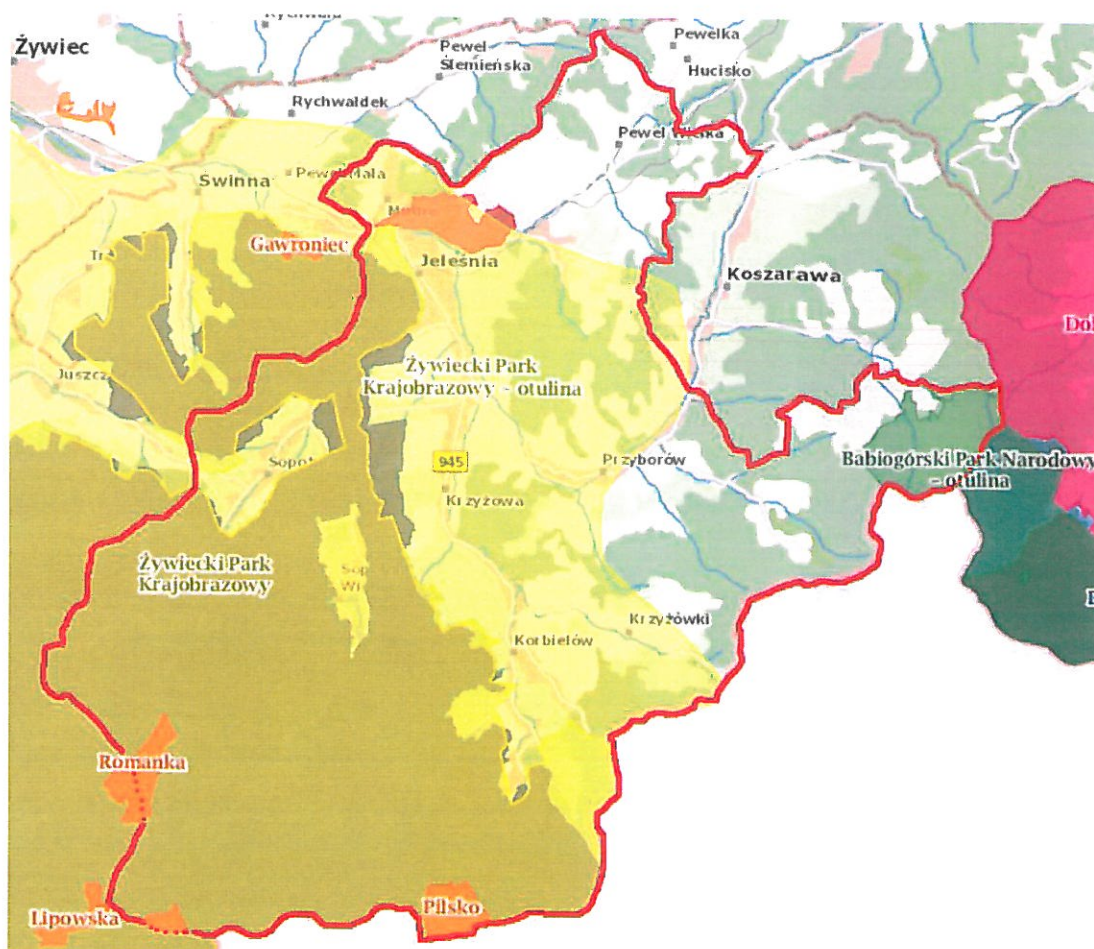 Rychwałd
Żywiec
Pewel
Ślemieńska
Pewelka
Hucisko
Rychwałdek
Pewel Wielka
Pewel Mała
Świnna
Gawroniec
Jeleśnia
Koszarawa
Żywiecki Park
Krajobrazowy - otulina
945
Krzyżowa
Przyborów
Babiogórski Park Narodowy
- otulina
Żywiecki Park
Krajobrazowy
Krzyżówki
Korbielów
Romanka
Lipowska
Pilsko